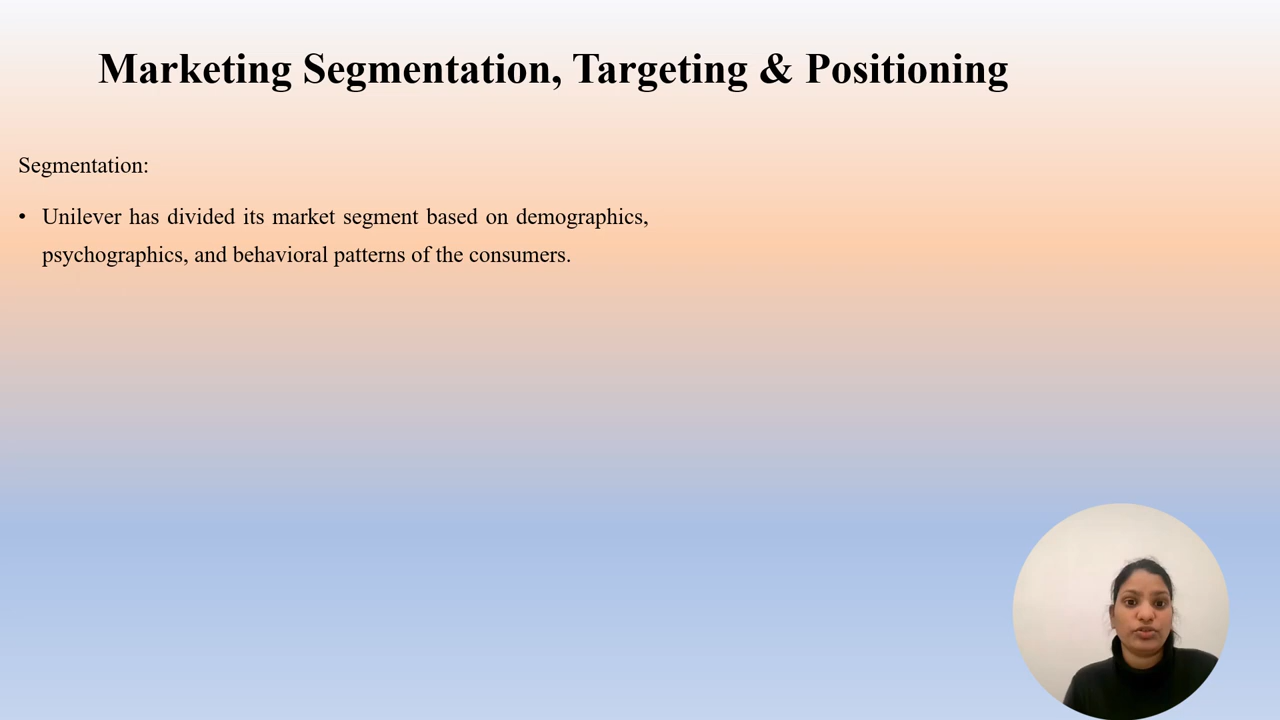 Marketing Segmentation, Targeting & Positioning
Segmentation:
• Unilever has divided its market segment based on demographics,
psychographics, and behavioral patterns of the consumers.